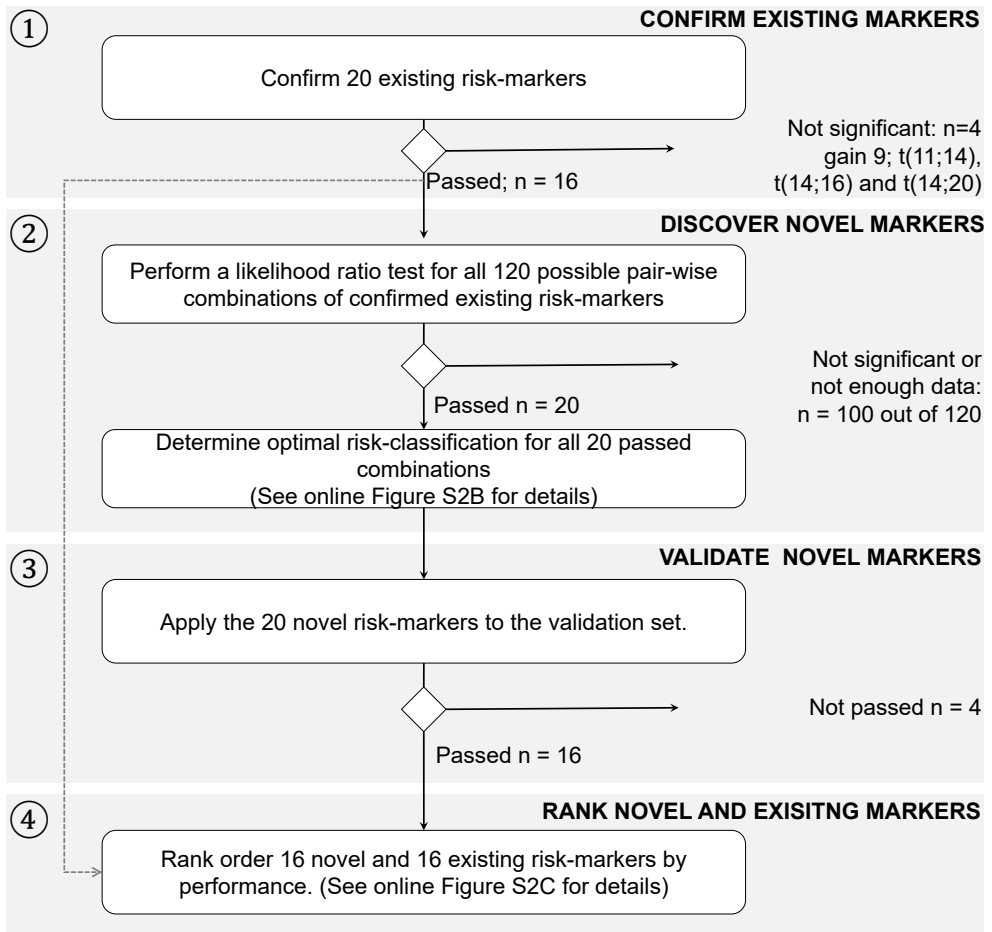 ①
CONFIRM EXISTING MARKERS
Confirm 20 existing risk-markers
Not significant: n=4
gain 9; t(11;14),
t(14;16) and t(14;20)
Passed; n = 16
②
DISCOVER NOVEL MARKERS
Perform a likelihood ratio test for all 120 possible pair-wise
combinations of confirmed existing risk-markers
Not significant or
not enough data:
n = 100 out of 120
Passed n = 20
Determine optimal risk-classification for all 20 passed
combinations
(See online Figure S2B for details)
③
VALIDATE  NOVEL MARKERS
Apply the 20 novel risk-markers to the validation set.
Not passed n = 4
Passed n = 16
④
RANK NOVEL AND EXISITNG MARKERS
Rank order 16 novel and 16 existing risk-markers by
performance. (See online Figure S2C for details)